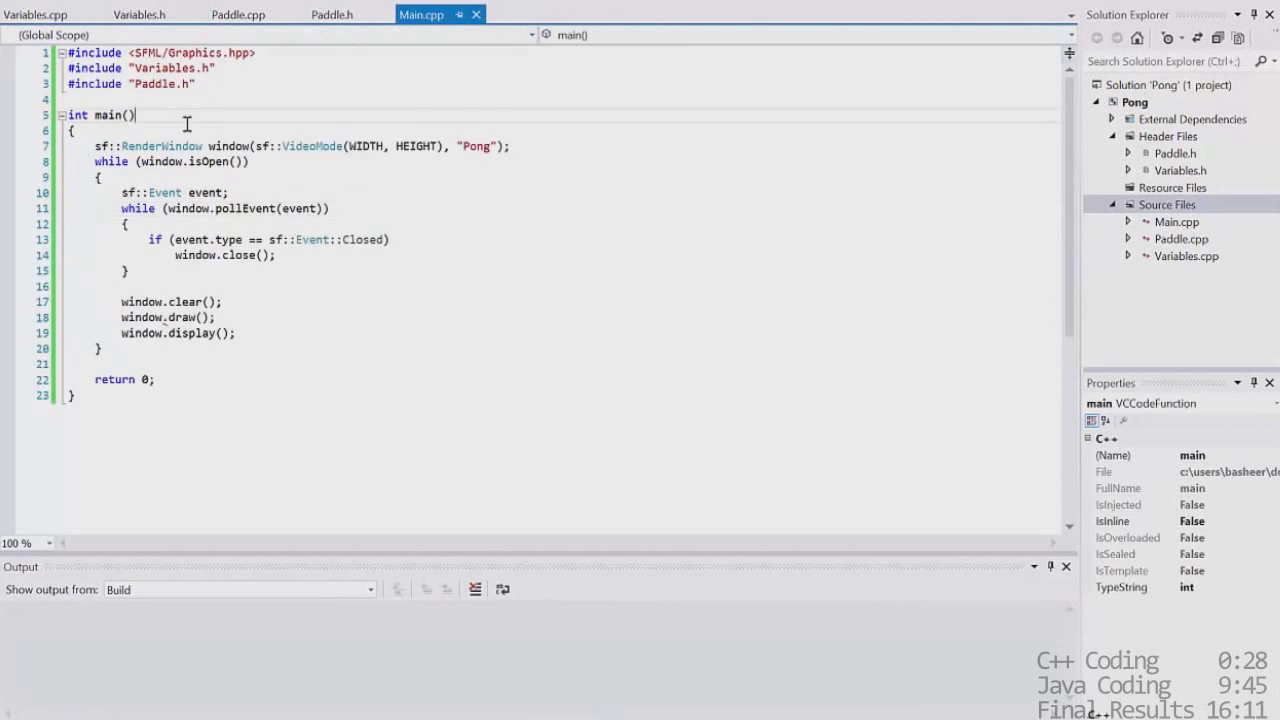 Variables.cpp Variables.h Paddle.cpp Paddle.h Main.cpp
(Global Scope) main()
1 #include <SFML/Graphics.hpp>
2 #include "Variables.h"
3 #include "Paddle.h"
4
5 int main()
6 {
7 sf::RenderWindow window(sf::VideoMode(WIDTH, HEIGHT), "Pong");
8 while (window.isOpen())
9 {
10 sf::Event event;
11 while (window.pollEvent(event))
12 {
13 if (event.type == sf::Event::Closed)
14 window.close();
15 }
16
17 window.clear();
18 window.draw();
19 window.display();
20 }
21
22 return 0;
23 }
100 %
Output
Show output from: Build
Solution Explorer
Search Solution Explorer (Ctrl+;)
Solution 'Pong' (1 project)
Pong
External Dependencies
Header Files
Paddle.h
Variables.h
Resource Files
Source Files
Main.cpp
Paddle.cpp
Variables.cpp
Properties
main VCCodeFunction
C++
(Name) main
File c:\users\basheer\do
FullName main
IsInjected False
IsInline False
IsOverloaded False
IsSealed False
IsTemplate False
TypeString int
C++ Coding 0:28
Java Coding 9:45
Final Results 16:11
C++